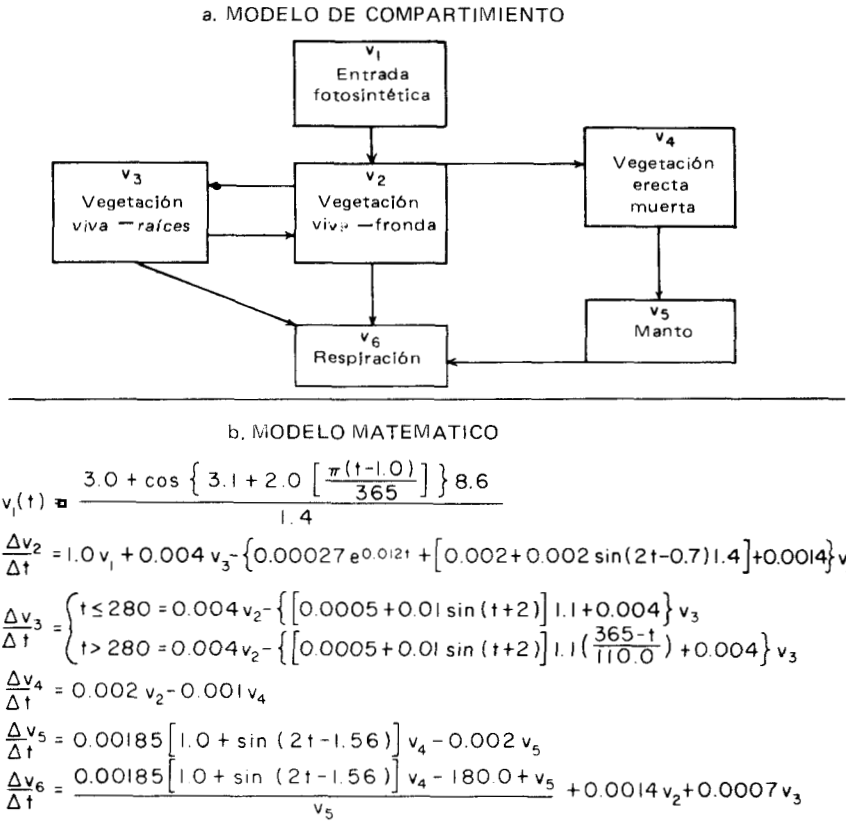 a. MODELO DE COMPARTIMIENTO
v₁
Entrada
fotosintética
v₄
Vegetación
erecta
muerta
v₃
Vegetación
viva — raíces
v₂
Vegetación
viva — fronda
v₅
Manto
v₆
Respiración
b. MODELO MATEMATICO
v₁(t) = (3.0 + cos { 3.1 + 2.0 [ π(t-1.0) / 365 ] } 8.6) / 1.4
Δv₂/Δt = 1.0 v₁ + 0.004 v₃ - {0.00027 e^0.012t + [0.002 + 0.002 sin (2t-0.7) 1.4] + 0.0014} v
Δv₃/Δt = { t ≤ 280 = 0.004 v₂ - { [0.0005 + 0.01 sin (t+2)] 1.1 + 0.004 } v₃
t > 280 = 0.004 v₂ - { [0.0005 + 0.01 sin (t+2)] 1.1 ( (365-t) / 110.0 ) + 0.004 } v₃
Δv₄/Δt = 0.002 v₂ - 0.001 v₄
Δv₅/Δt = 0.00185 [1.0 + sin (2t-1.56)] v₄ - 0.002 v₅
Δv₆/Δt = (0.00185 [1.0 + sin (2t-1.56)] v₄ - 180.0 + v₅) / v₅ + 0.0014 v₂ + 0.0007 v₃